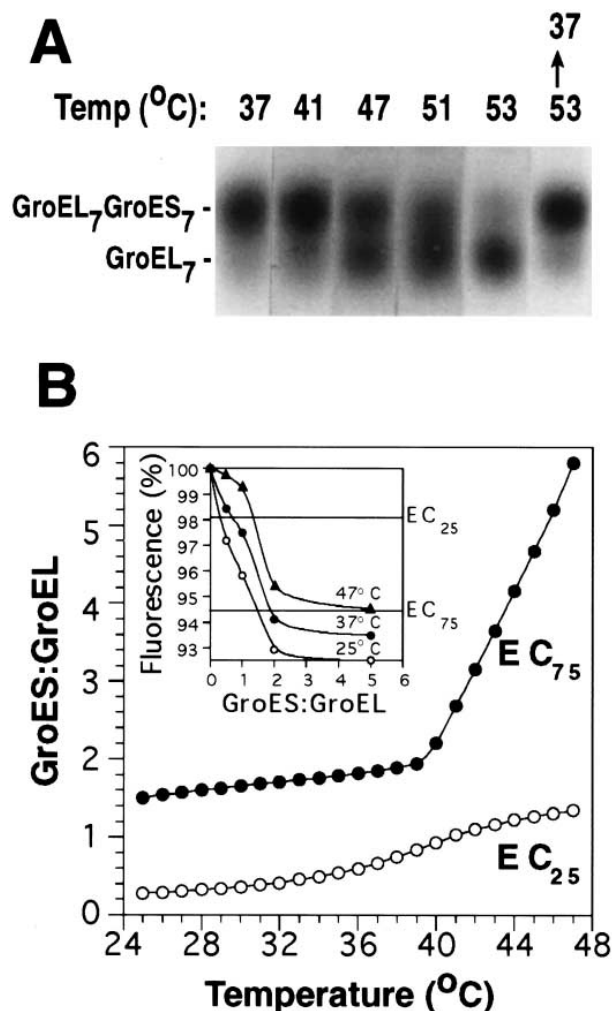 A
37
Temp (°C): 37 41 47 51 53 53
GroEL7GroES7 -
GroEL7 -
B
GroES:GroEL
6
5
4
3
2
1
0
24 28 32 36 40 44 48
Temperature (°C)
EC75
EC25
Fluorescence (%)
100
99
98
97
96
95
94
93
0 1 2 3 4 5 6
GroES:GroEL
EC25
EC75
47° C
37° C
25° C